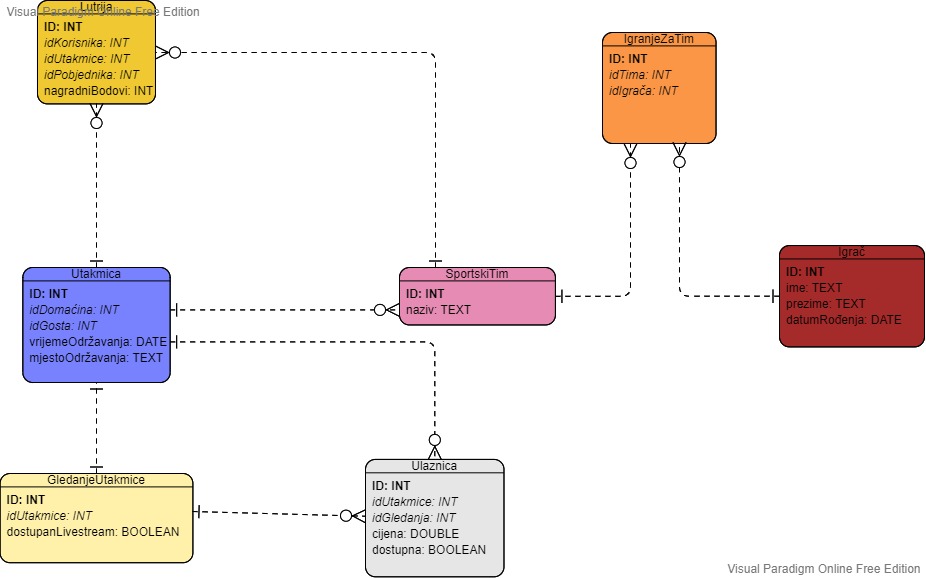 Visual Paradigm Online Free Edition
Lutrija
ID: INT
idKorisnika: INT
idUtakmice: INT
idPobjednika: INT
nagradniBodovi: INT
IgranjeZaTim
ID: INT
idTima: INT
idIgrača: INT
Utakmica
ID: INT
idDomaćina: INT
idGosta: INT
vrijemeOdržavanja: DATE
mjestoOdržavanja: TEXT
SportskiTim
ID: INT
naziv: TEXT
Igrač
ID: INT
ime: TEXT
prezime: TEXT
datumRođenja: DATE
GledanjeUtakmice
ID: INT
idUtakmice: INT
dostupanLivestream: BOOLEAN
Ulaznica
ID: INT
idUtakmice: INT
idGledanja: INT
cijena: DOUBLE
dostupna: BOOLEAN
Visual Paradigm Online Free Edition